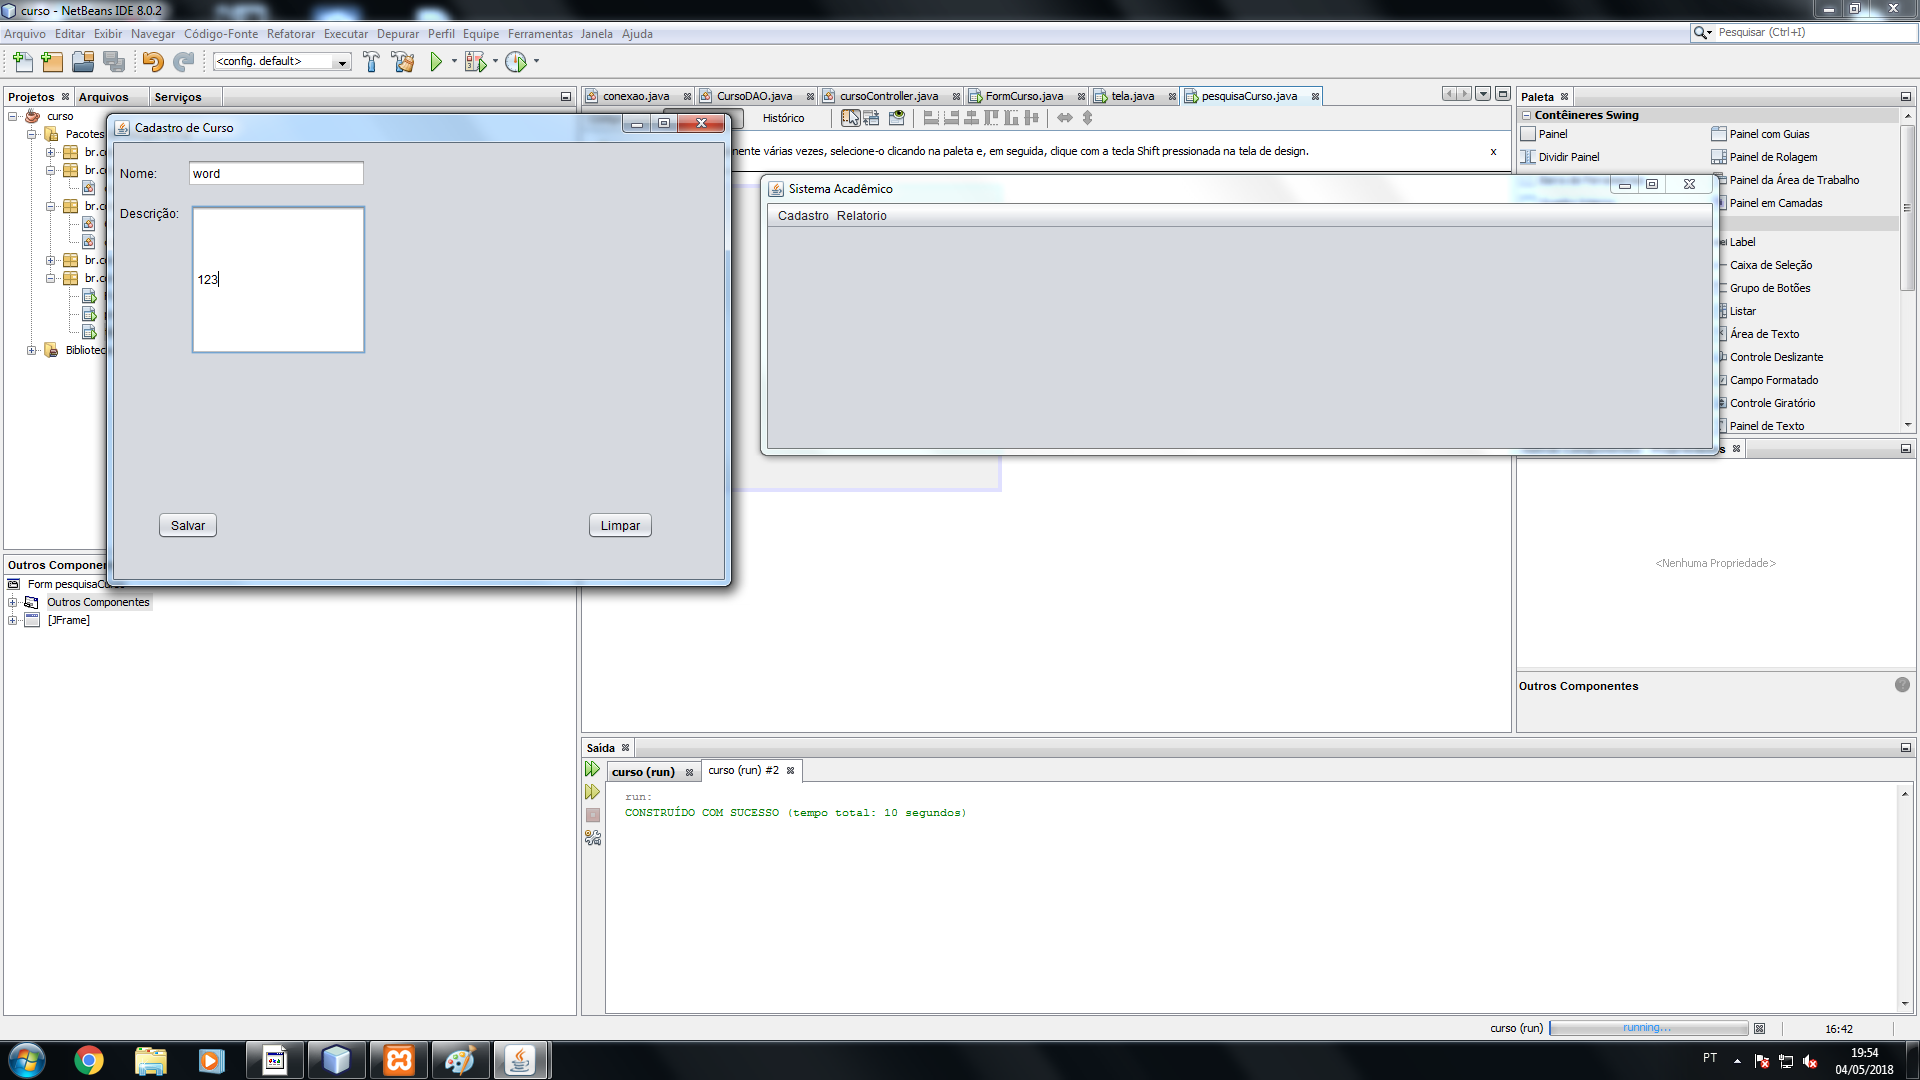 curso - NetBeans IDE 8.0.2
Arquivo Editar Exibir Navegar Código-Fonte Refatorar Executar Depurar Perfil Equipe Ferramentas Janela Ajuda
Pesquisar (Ctrl+I)
<config. default>
Projetos Arquivos Serviços
conexao.java CursoDAO.java cursoController.java FormCurso.java tela.java pesquisaCurso.java
Paleta
curso
Pacotes
br.c
br.c
br.c
br.c
br.c
Bibliotec
Histórico
nente várias vezes, selecione-o clicando na paleta e, em seguida, clique com a tecla Shift pressionada na tela de design.
x
Cadastro de Curso
Nome: word
Descrição:
123
Salvar
Limpar
Sistema Acadêmico
Cadastro Relatorio
Contêineres Swing
Painel Painel com Guias
Dividir Painel Painel de Rolagem
Painel da Área de Trabalho
Painel em Camadas
Label
Caixa de Seleção
Grupo de Botões
Listar
Área de Texto
Controle Deslizante
Campo Formatado
Controle Giratório
Painel de Texto
<Nenhuma Propriedade>
Outros Componentes
Outros Compone
Form pesquisaC
Outros Componentes
[JFrame]
Saída
curso (run) curso (run) #2
run:
CONSTRUÍDO COM SUCESSO (tempo total: 10 segundos)
curso (run) running... 16:42
PT
19:54
04/05/2018